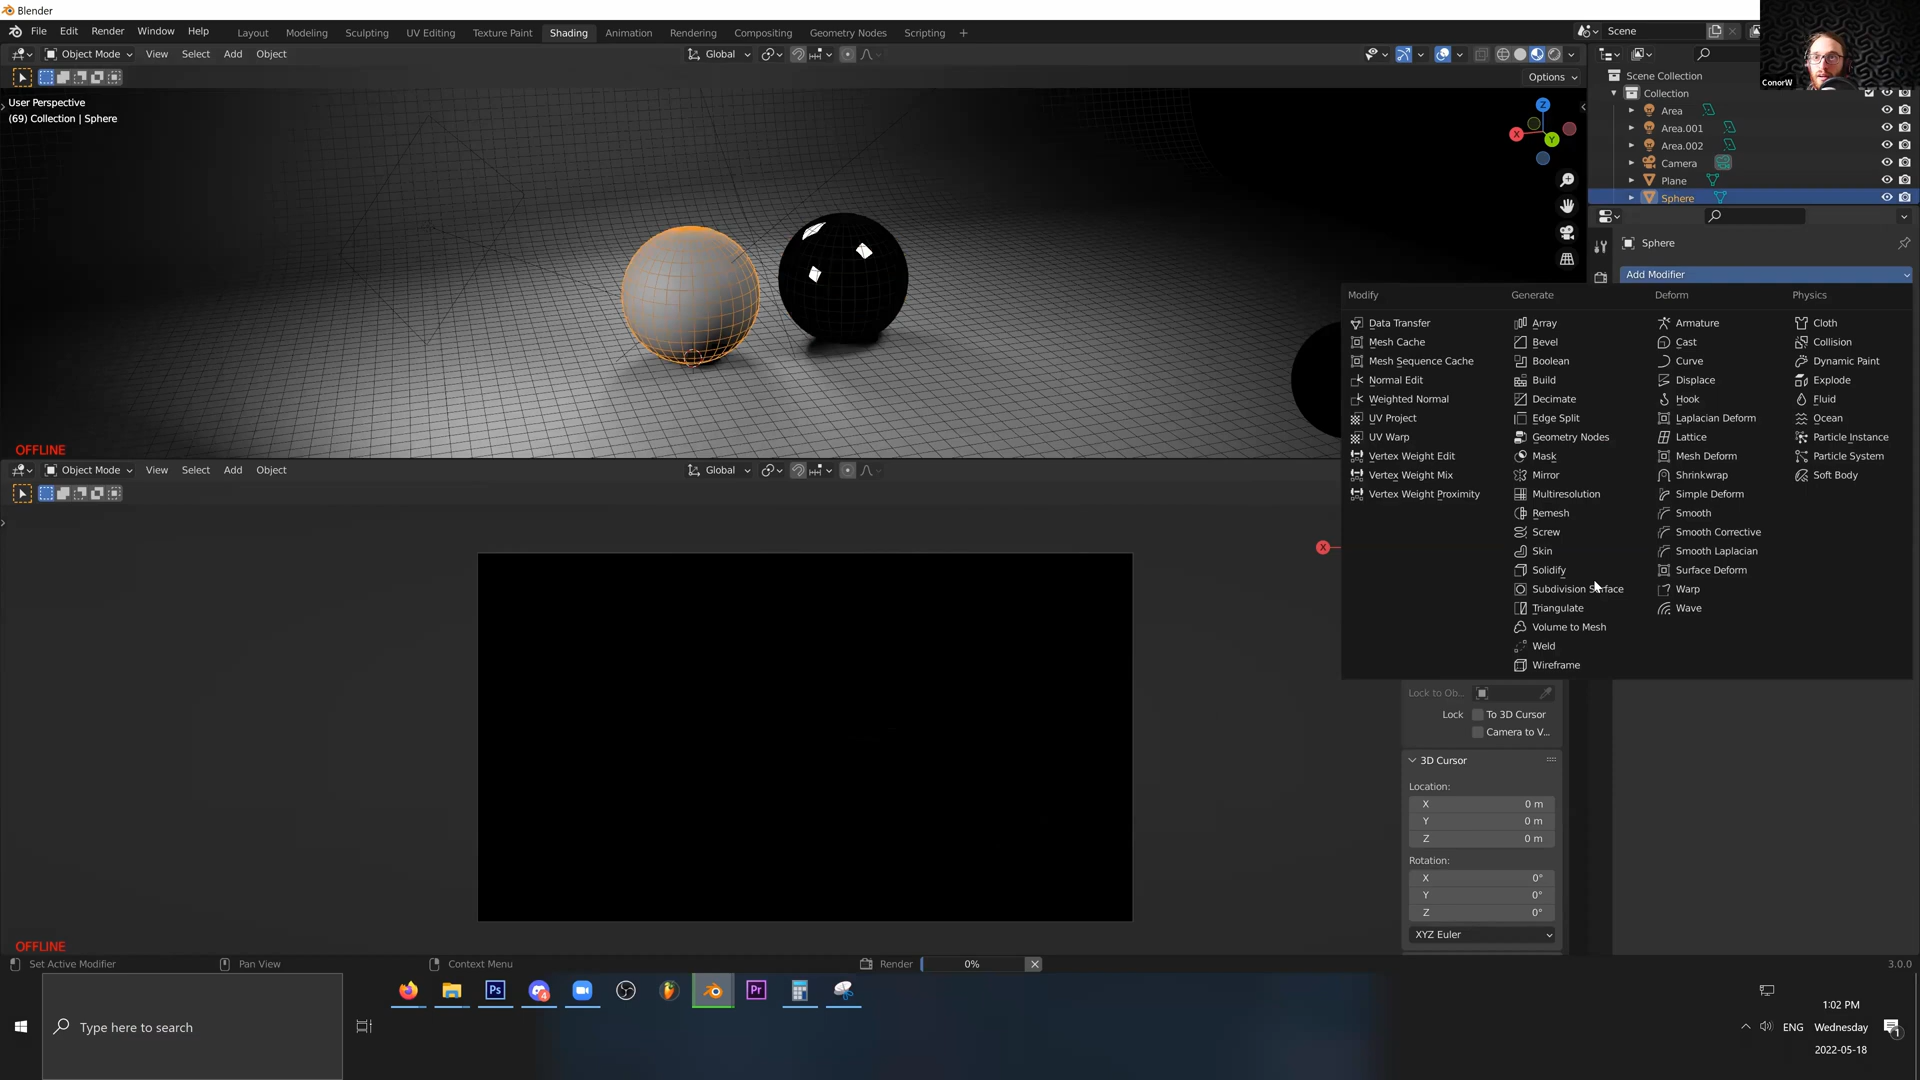 Blender
File Edit Render Window Help Layout Modeling Sculpting UV Editing Texture Paint Shading Animation Rendering Compositing Geometry Nodes Scripting + Scene
Object Mode View Select Add Object Global
Options
User Perspective
(69) Collection | Sphere
OFFLINE
X
Y
Z
ConorW
Scene Collection
Collection
Area
Area.001
Area.002
Camera
Plane
Sphere
Sphere
Add Modifier
Modify
Data Transfer
Mesh Cache
Mesh Sequence Cache
Normal Edit
Weighted Normal
UV Project
UV Warp
Vertex Weight Edit
Vertex Weight Mix
Vertex Weight Proximity
Generate
Array
Bevel
Boolean
Build
Decimate
Edge Split
Geometry Nodes
Mask
Mirror
Multiresolution
Remesh
Screw
Skin
Solidify
Subdivision Surface
Triangulate
Volume to Mesh
Weld
Wireframe
Deform
Armature
Cast
Curve
Displace
Hook
Laplacian Deform
Lattice
Mesh Deform
Shrinkwrap
Simple Deform
Smooth
Smooth Corrective
Smooth Laplacian
Surface Deform
Warp
Wave
Physics
Cloth
Collision
Dynamic Paint
Explode
Fluid
Ocean
Particle Instance
Particle System
Soft Body
Object Mode View Select Add Object Global
X
Lock to Ob...
Lock To 3D Cursor
Camera to V...
3D Cursor
Location:
X 0 m
Y 0 m
Z 0 m
Rotation:
X 0°
Y 0°
Z 0°
XYZ Euler
OFFLINE
Set Active Modifier Pan View Context Menu Render 0% 3.0.0
Ps
4
Pr
Type here to search
ENG
1:02 PM
Wednesday
2022-05-18
1